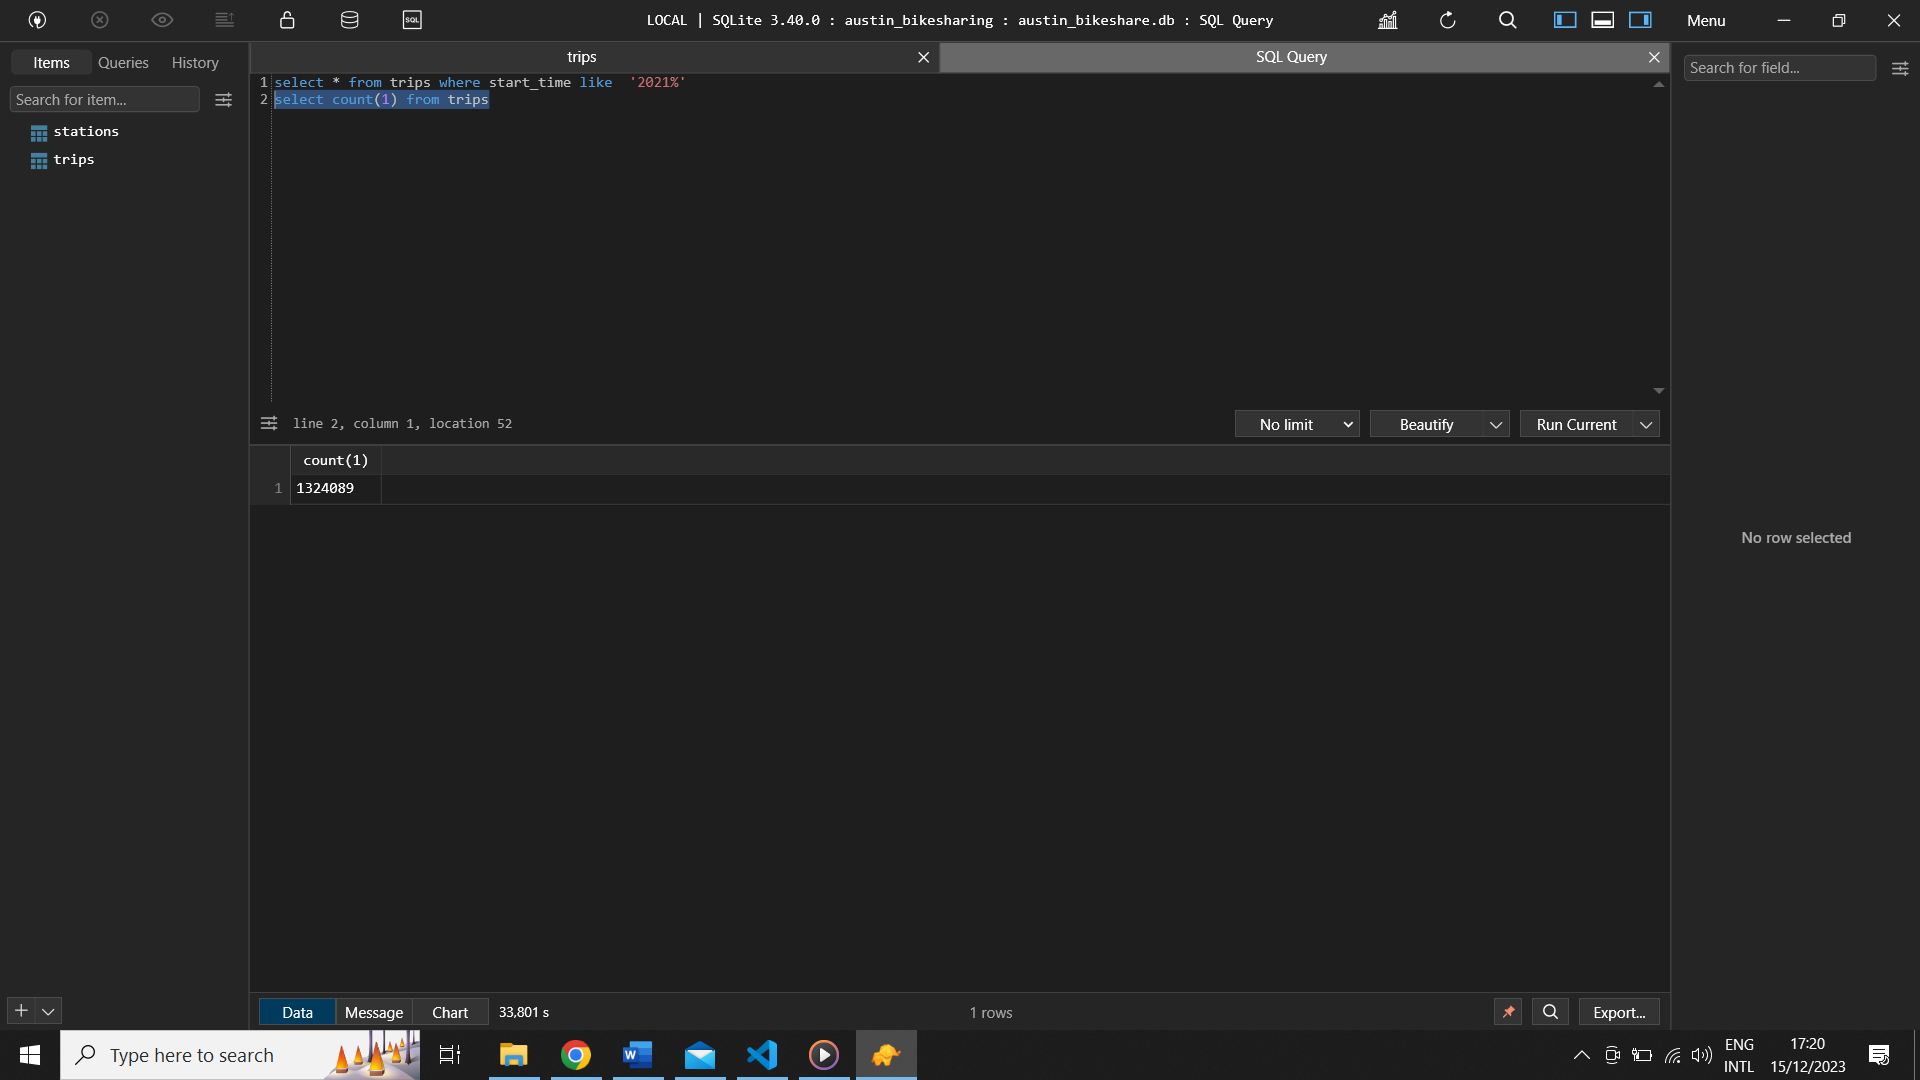 LOCAL | SQLite 3.40.0 : austin_bikesharing : austin_bikeshare.db : SQL Query
Menu
SQL
Items Queries History
Search for item...
stations
trips
trips
SQL Query
1 select * from trips where start_time like  '2021%'
2 select count(1) from trips
line 2, column 1, location 52
No limit
Beautify
Run Current
count(1)
1 1324089
Search for field...
No row selected
Data Message Chart 33,801 s
1 rows
Export...
Type here to search
W
ENG
INTL
17:20
15/12/2023